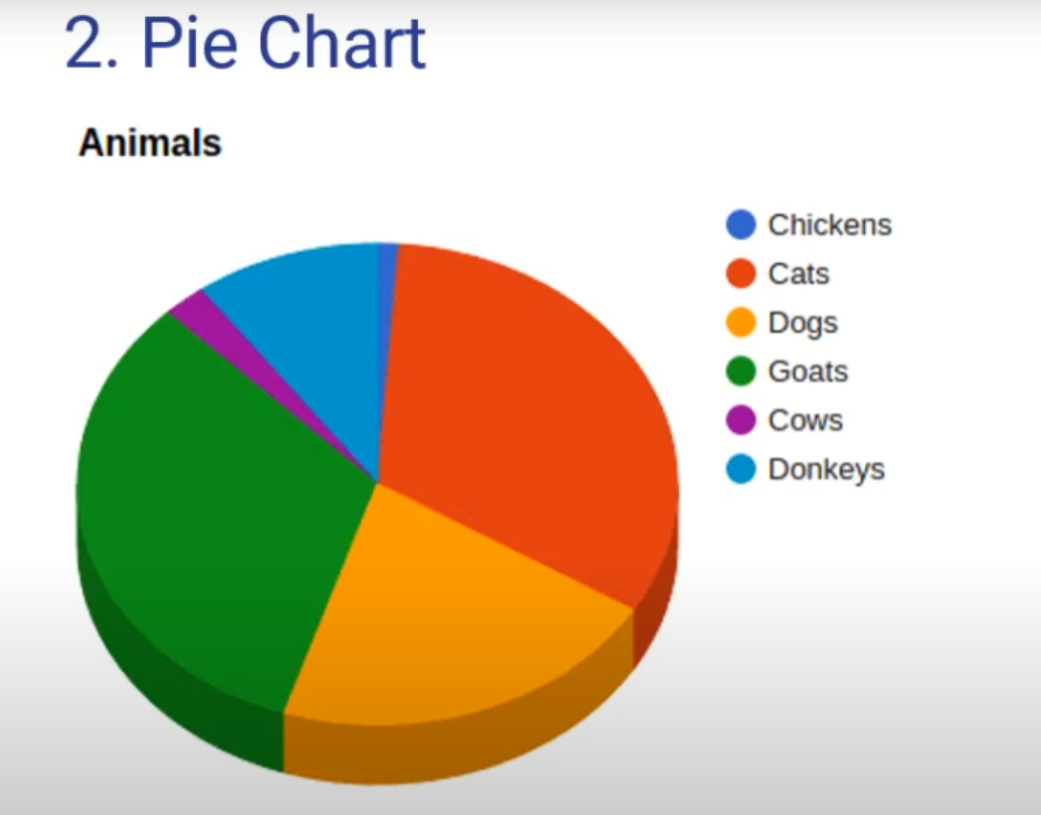 2. Pie Chart
Animals
Chickens
Cats
Dogs
Goats
Cows
Donkeys